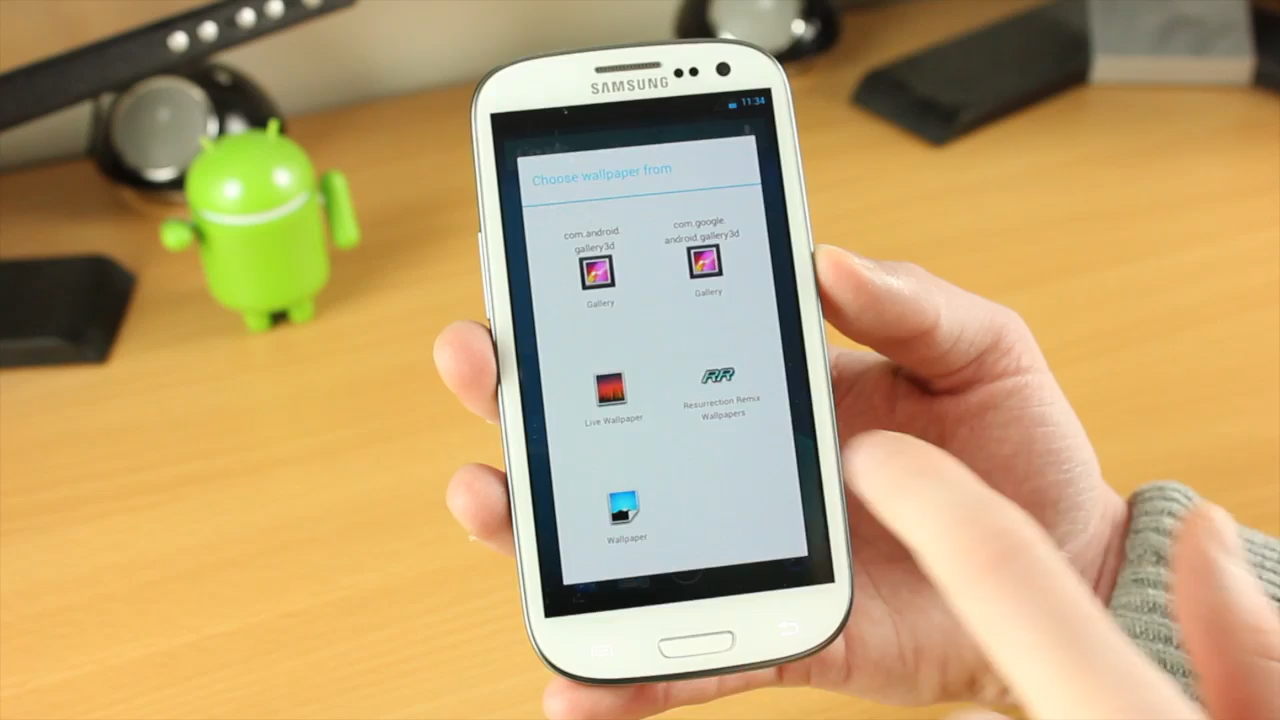 SAMSUNG
11:34
Choose wallpaper from
com.android.
gallery3d
Gallery
com.google.
android.gallery3d
Gallery
Live Wallpaper
RR
Resurrection Remix
Wallpapers
Wallpaper